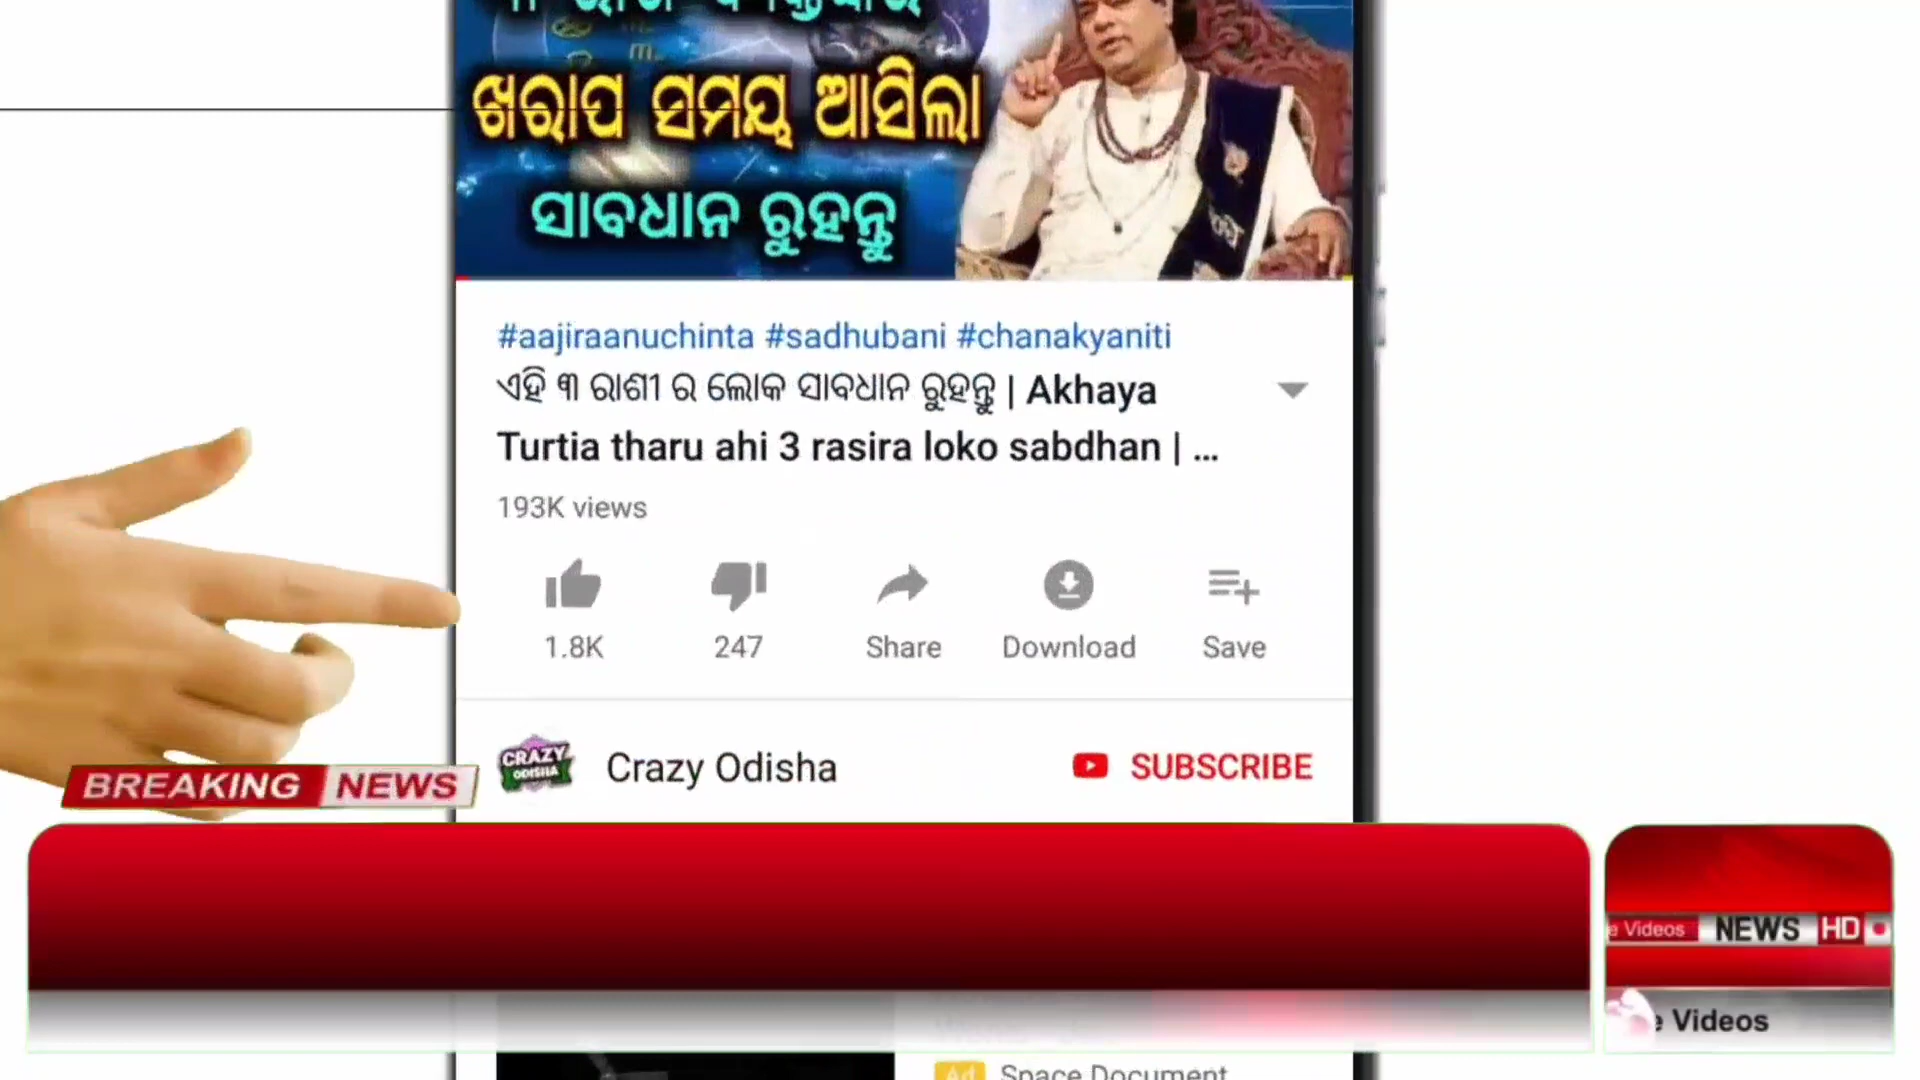 ଖରାପ ସମୟ ଆସିଲା
ସାବଧାନ ରୁହନ୍ତୁ
#aajiraanuchinta #sadhubani #chanakyaniti
ଏହି ୩ ରାଶୀ ର ଲୋକ ସାବଧାନ ରୁହନ୍ତୁ | Akhaya
Turtia tharu ahi 3 rasira loko sabdhan | ...
193K views
1.8K 247 Share Download Save
CRAZY
ODISHA
Crazy Odisha SUBSCRIBE
BREAKING NEWS
e Videos NEWS HD
e Videos
Ad Space Document